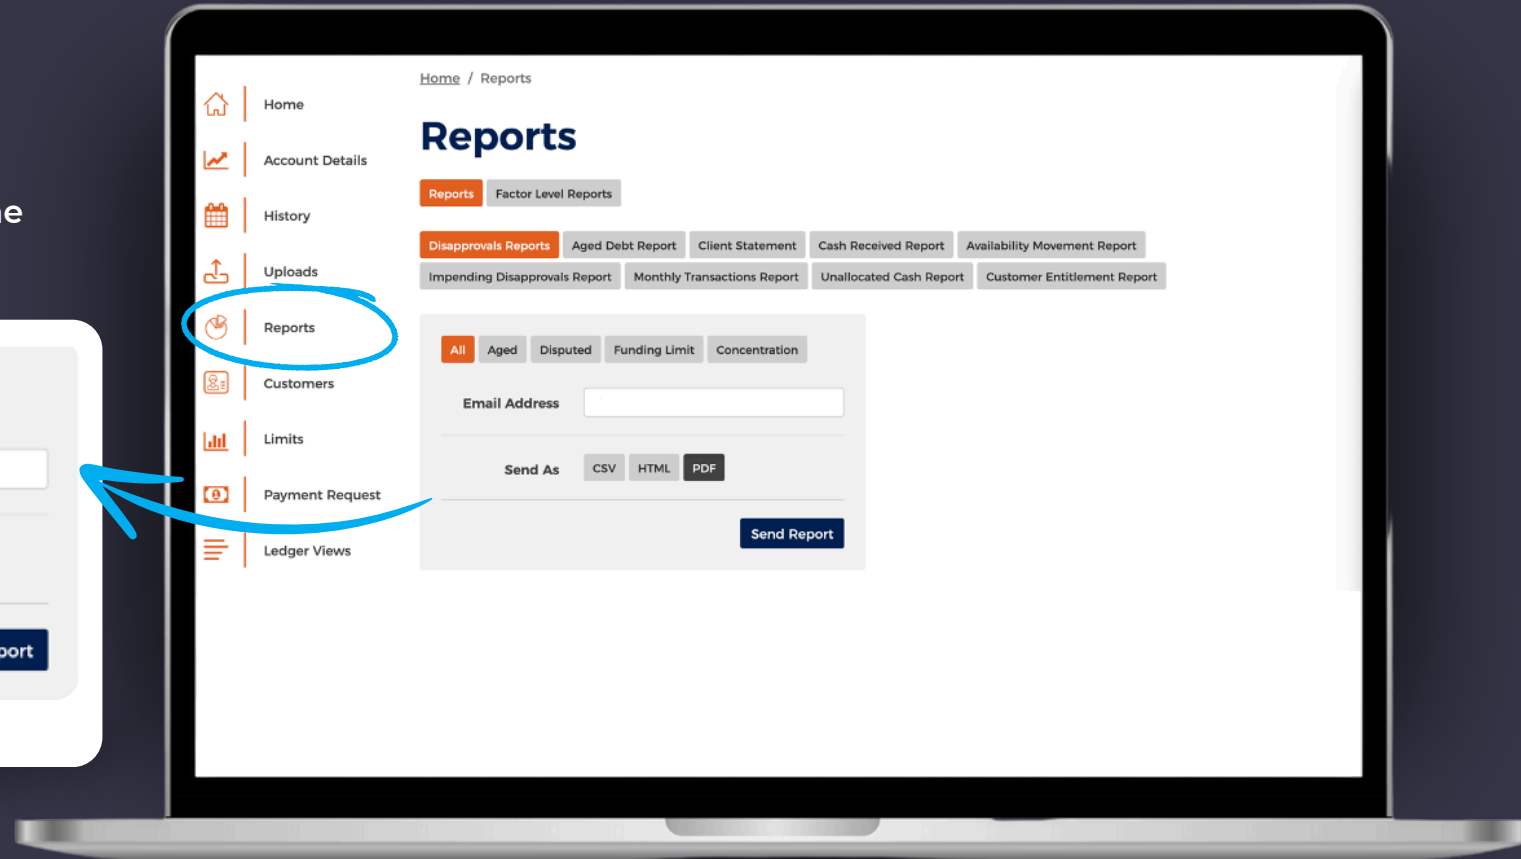 Home / Reports
Reports
Reports Factor Level Reports
Disapprovals Reports Aged Debt Report Client Statement Cash Received Report Availability Movement Report
Impending Disapprovals Report Monthly Transactions Report Unallocated Cash Report Customer Entitlement Report
All Aged Disputed Funding Limit Concentration
Email Address
Send As CSV HTML PDF
Send Report
Home
Account Details
History
Uploads
Reports
Customers
Limits
Payment Request
Ledger Views